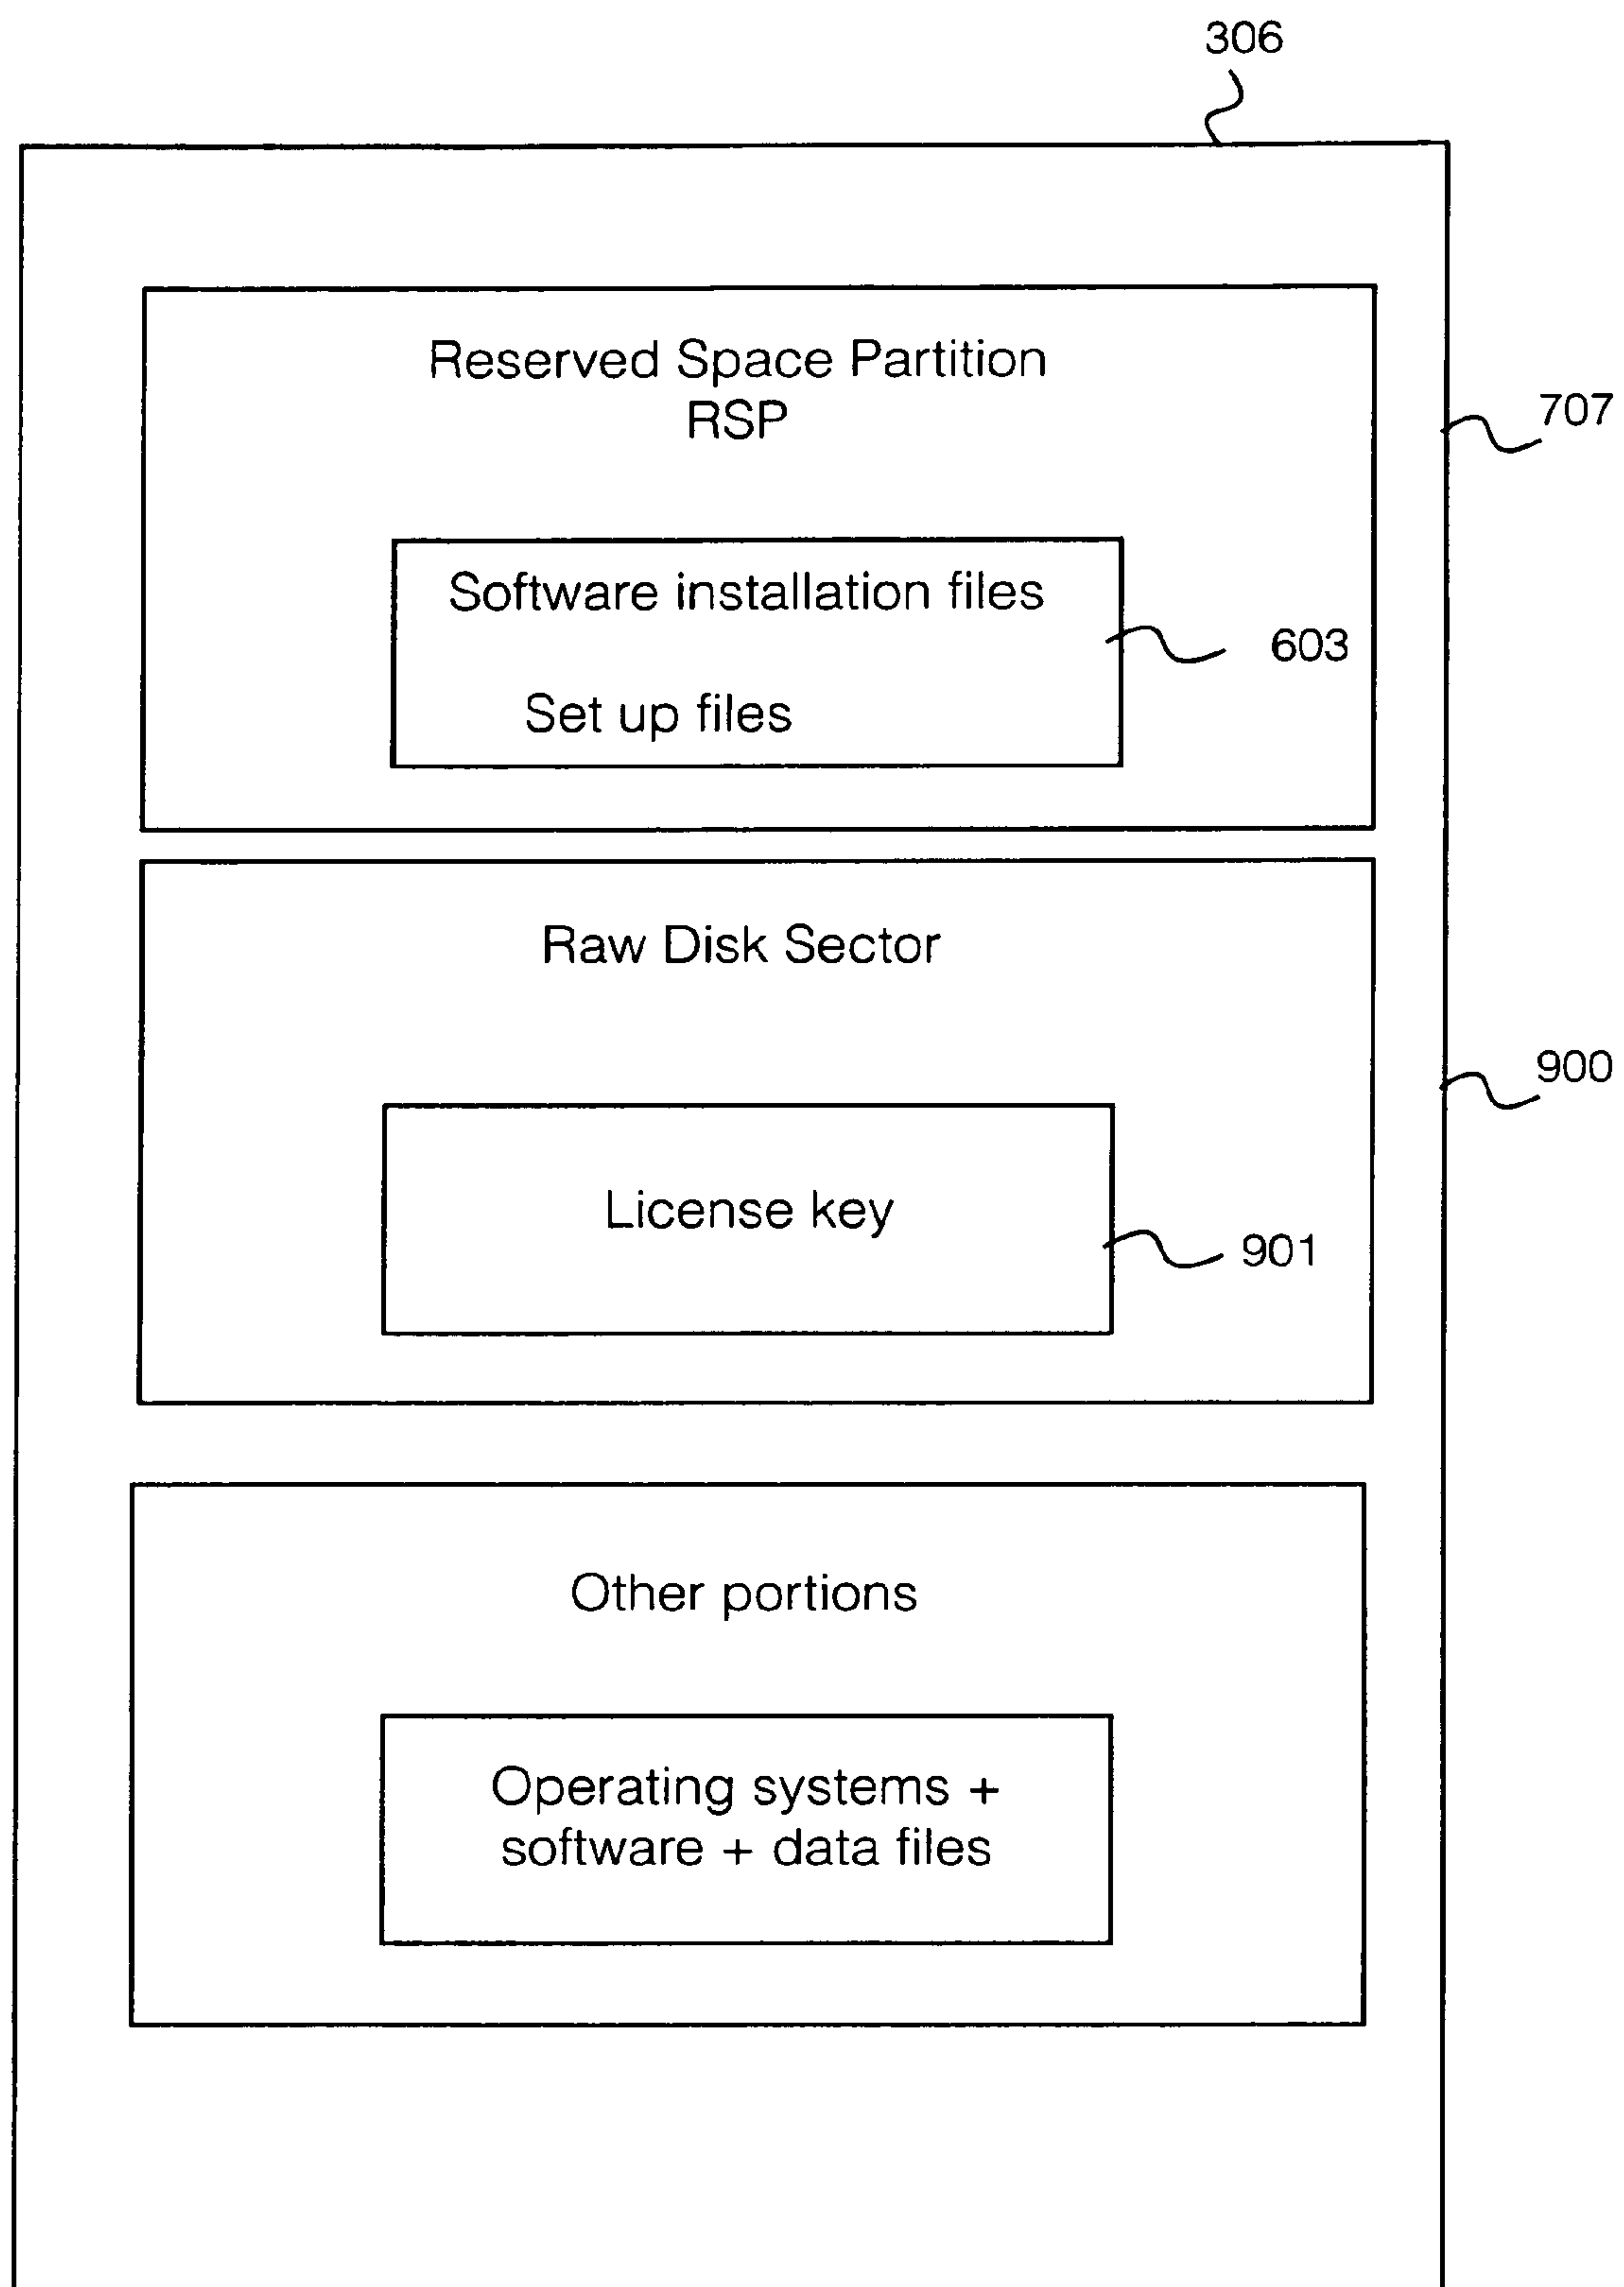 306
Reserved Space Partition
RSP
707
Software installation files
603
Set up files
Raw Disk Sector
900
License key
901
Other portions
Operating systems +
software + data files